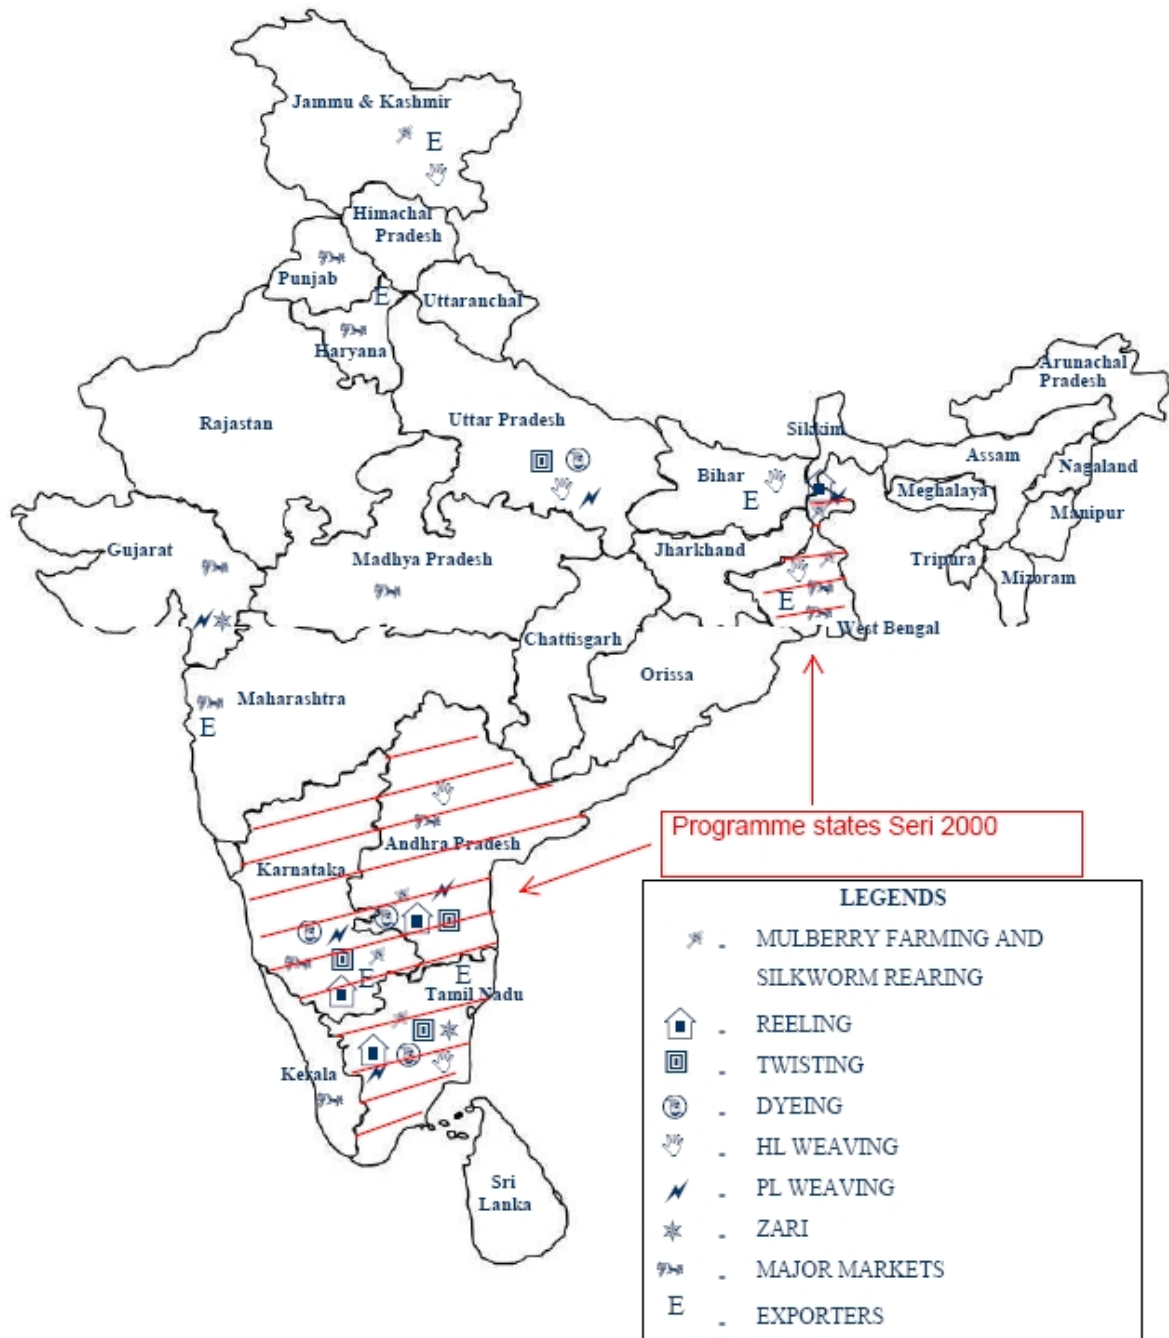 Jammu & Kashmir
E
Himachal
Pradesh
Punjab
E
Uttaranchal
Haryana
Arunachal
Pradesh
Rajastan
Uttar Pradesh
Sikkim
Assam
Bihar
Nagaland
Meghalaya
E
Manipur
Gujarat
Madhya Pradesh
Jharkhand
Tripura
Mizoram
E
West Bengal
Chattisgarh
Orissa
Maharashtra
E
Programme states Seri 2000
Andhra Pradesh
Karnataka
E
E
Tamil Nadu
Kerala
Sri
Lanka
LEGENDS
- MULBERRY FARMING AND
SILKWORM REARING
- REELING
- TWISTING
- DYEING
- HL WEAVING
- PL WEAVING
- ZARI
- MAJOR MARKETS
E - EXPORTERS